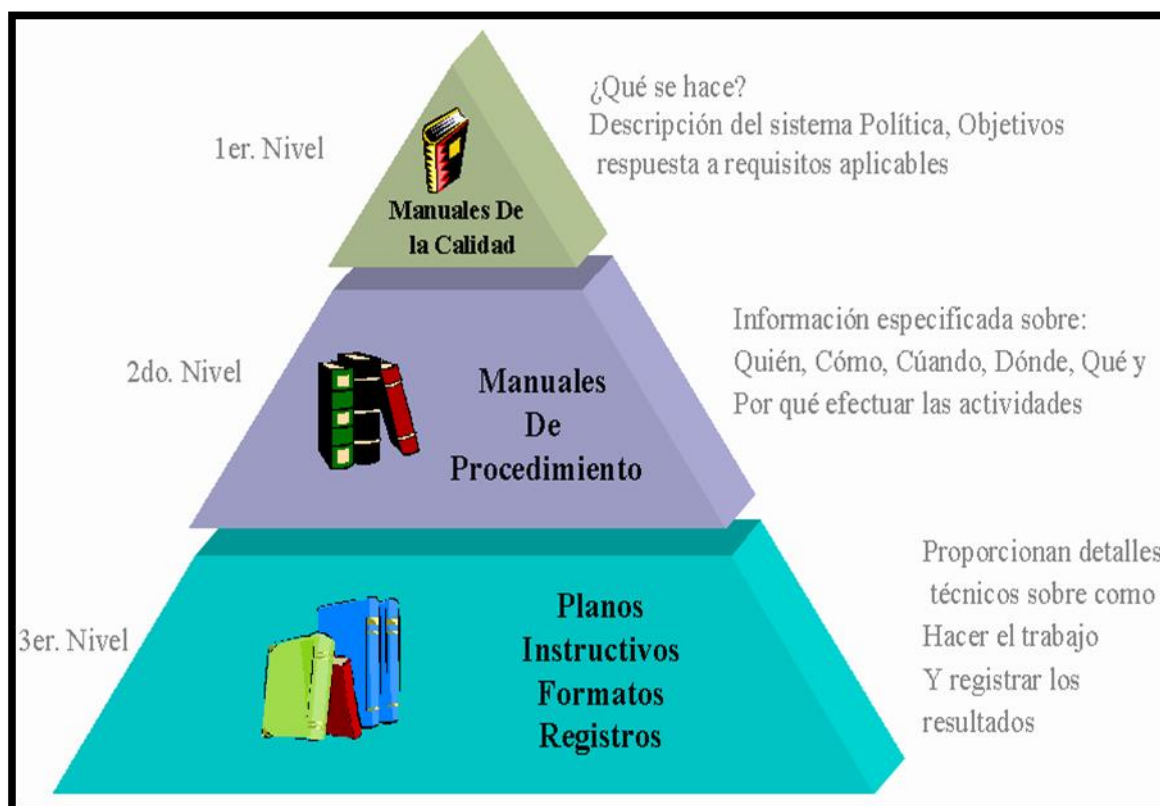 1er. Nivel
Manuales De
la Calidad
¿Qué se hace?
Descripción del sistema Política, Objetivos
respuesta a requisitos aplicables
2do. Nivel
Manuales
De
Procedimiento
Información especificada sobre:
Quién, Cómo, Cúando, Dónde, Qué y
Por qué efectuar las actividades
3er. Nivel
Planos
Instructivos
Formatos
Registros
Proporcionan detalles
técnicos sobre como
Hacer el trabajo
Y registrar los
resultados